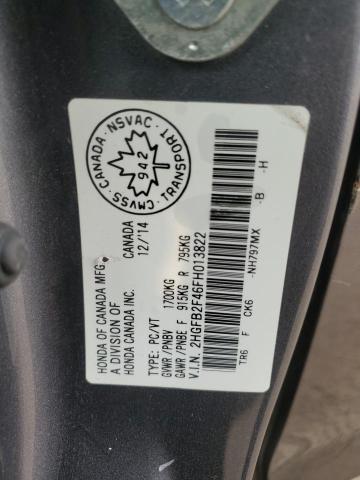 HONDA OF CANADA MFG.
A DIVISION OF
HONDA CANADA INC.
CANADA
12/'14
TYPE: PC/VT
GVWR/PNBV 1700KG
GAWR/PNBE F 915KG R 795KG
V.I.N. 2HGFB2F46FH013822
TR6 F CK6 -NH797MX -B -H
CMVSS · CANADA · NSVAC · TRANSPORT
942